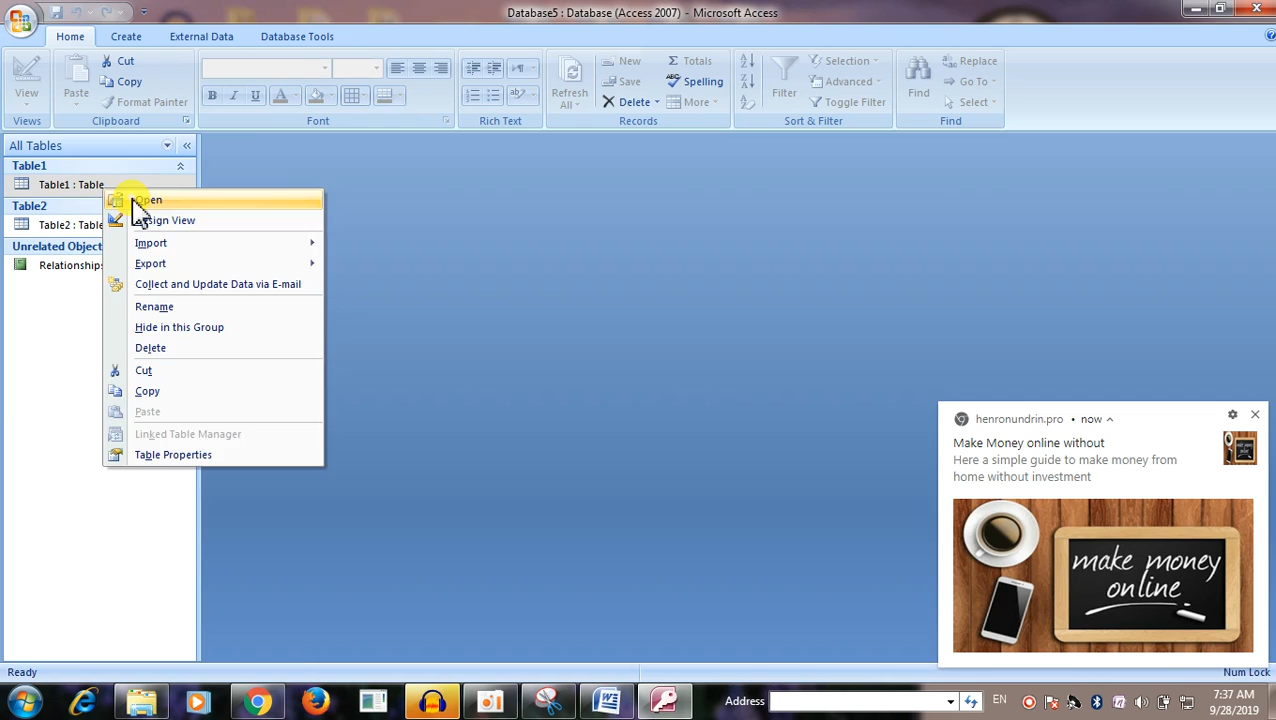 Database5 : Database (Access 2007) - Microsoft Access
Home Create External Data Database Tools
View
Paste
Cut
Copy
Format Painter
B I U A
Refresh
All
New
Save
Delete
Totals
Spelling
More
Filter
Selection
Advanced
Toggle Filter
Find
Replace
Go To
Select
Views Clipboard Font Rich Text Records Sort & Filter Find
All Tables
Table1
Table1 : Table
Table2
Table2 : Table
Unrelated Objec
Relationships
Open
Design View
Import
Export
Collect and Update Data via E-mail
Rename
Hide in this Group
Delete
Cut
Copy
Paste
Linked Table Manager
Table Properties
henronundrin.pro • now
Make Money online without
Here a simple guide to make money from
home without investment
make money
online
Ready
Num Lock
Address
EN
7:37 AM
9/28/2019